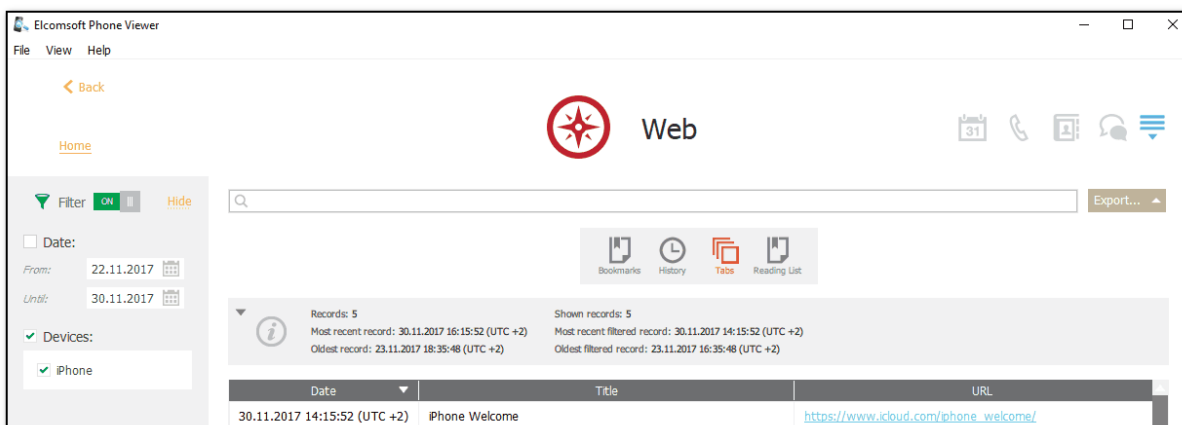 Elcomsoft Phone Viewer
File View Help
Back
Web
31
Home
Filter ON Hide
Export...
Date:
From: 22.11.2017
Until: 30.11.2017
Devices:
iPhone
Bookmarks History Tabs Reading List
Records: 5 Shown records: 5
Most recent record: 30.11.2017 16:15:52 (UTC +2) Most recent filtered record: 30.11.2017 14:15:52 (UTC +2)
Oldest record: 23.11.2017 18:35:48 (UTC +2) Oldest filtered record: 23.11.2017 16:35:48 (UTC +2)
Date Title URL
30.11.2017 14:15:52 (UTC +2) iPhone Welcome https://www.icloud.com/iphone_welcome/